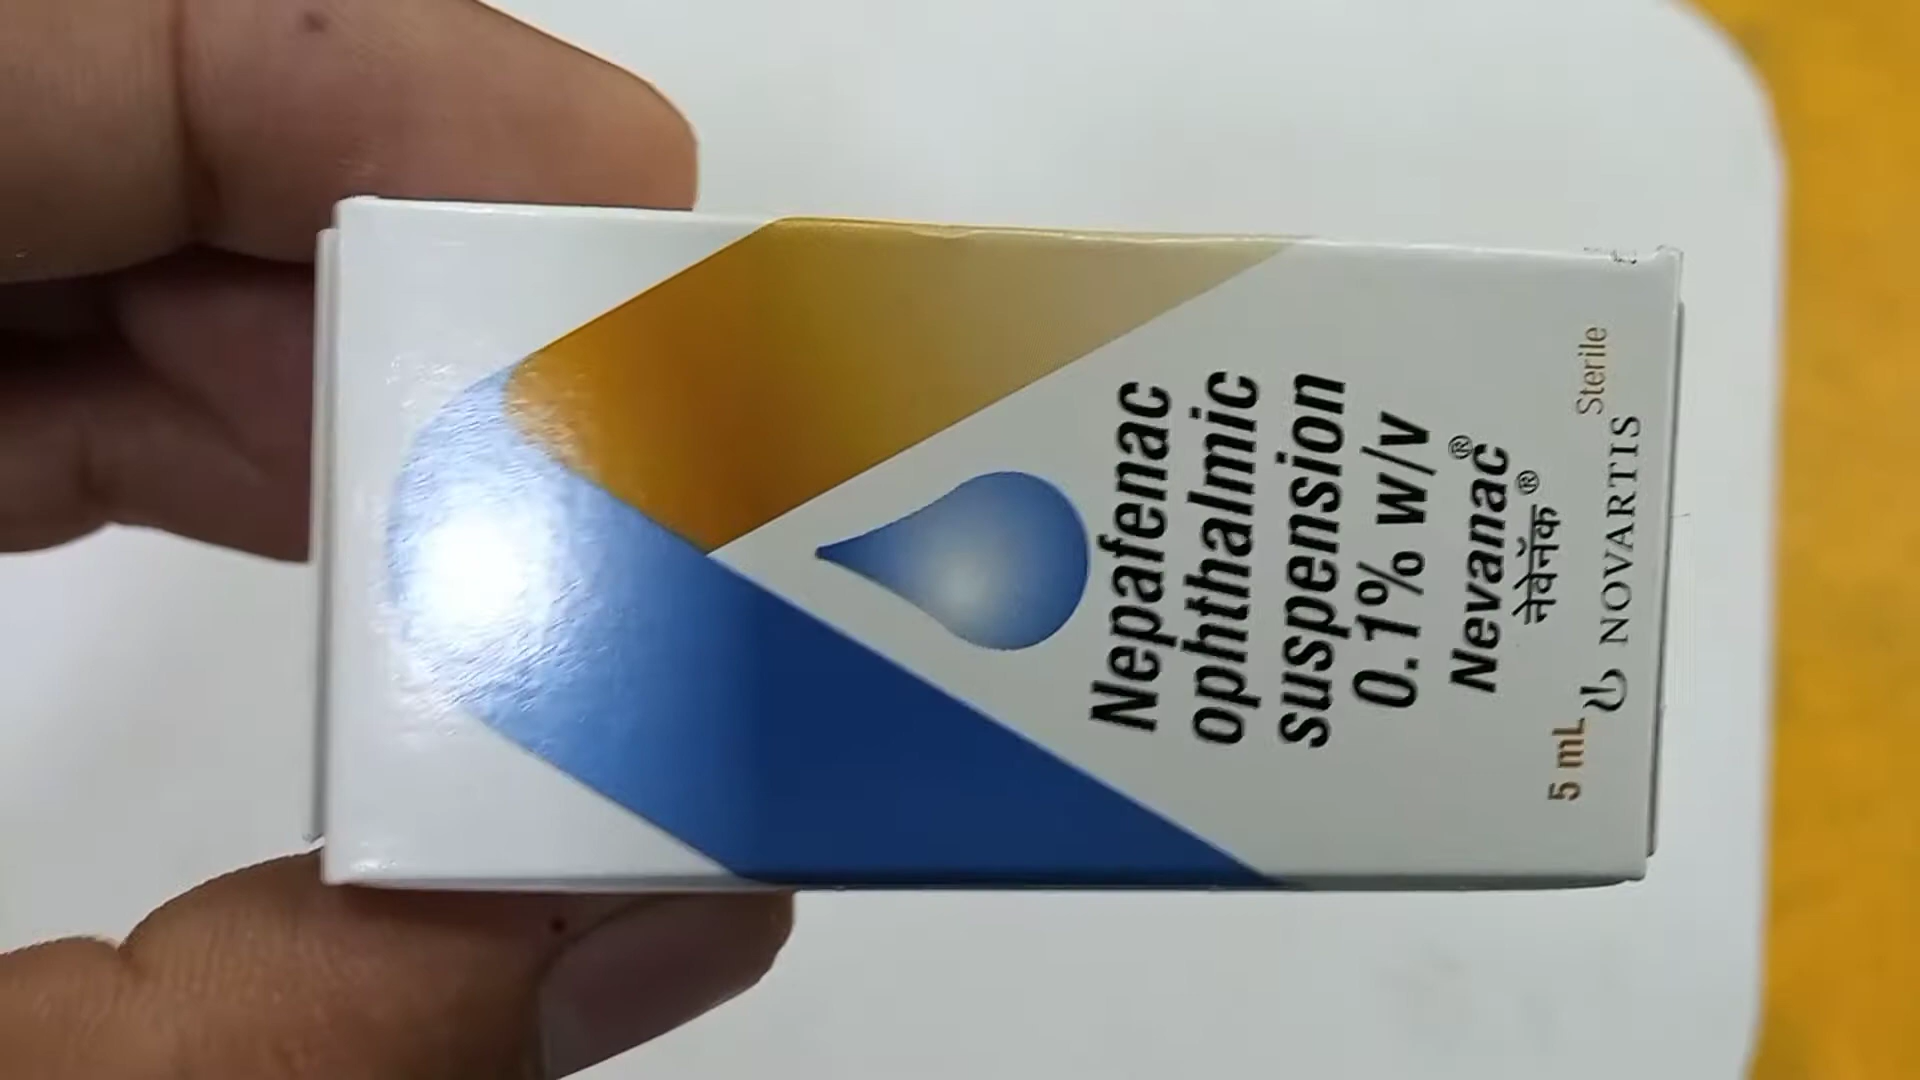 Nepafenac
ophthalmic
suspension
0.1% w/v
Nevanac®
नेवेनॅक®
5 mL
Sterile
NOVARTIS